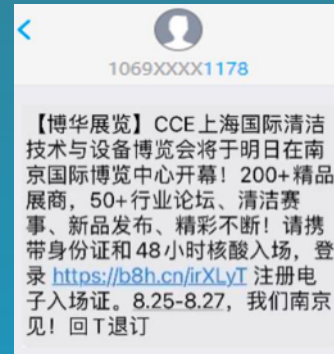 1069XXXX1178
【博华展览】CCE上海国际清洁
技术与设备博览会将于明日在南
京国际博览中心开幕！200+精品
展商，50+行业论坛、清洁赛
事、新品发布、精彩不断！请携
带身份证和48小时核酸入场，登
录 https://b8h.cn/irXLyT 注册电
子入场证。8.25-8.27，我们南京
见！回T退订